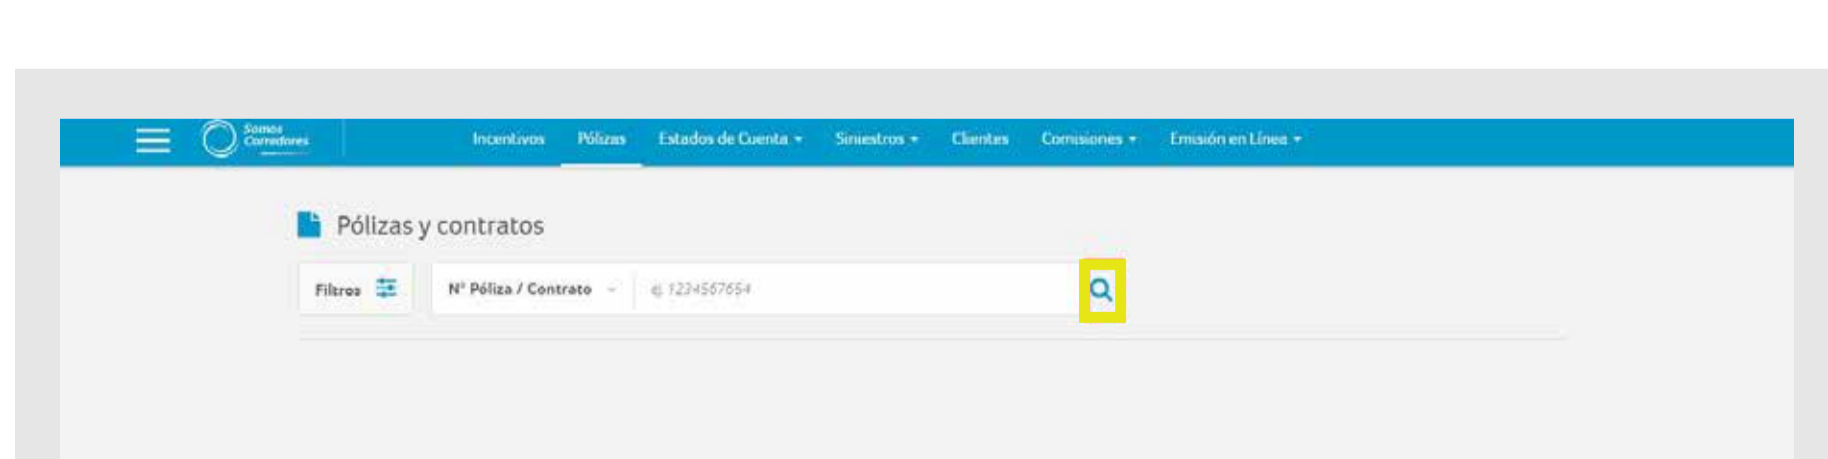 Somos
Corredores
Incentivos Pólizas Estados de Cuenta Siniestros Clientes Comisiones Emisión en Línea
Pólizas y contratos
Filtros N° Póliza / Contrato ej 1234567654